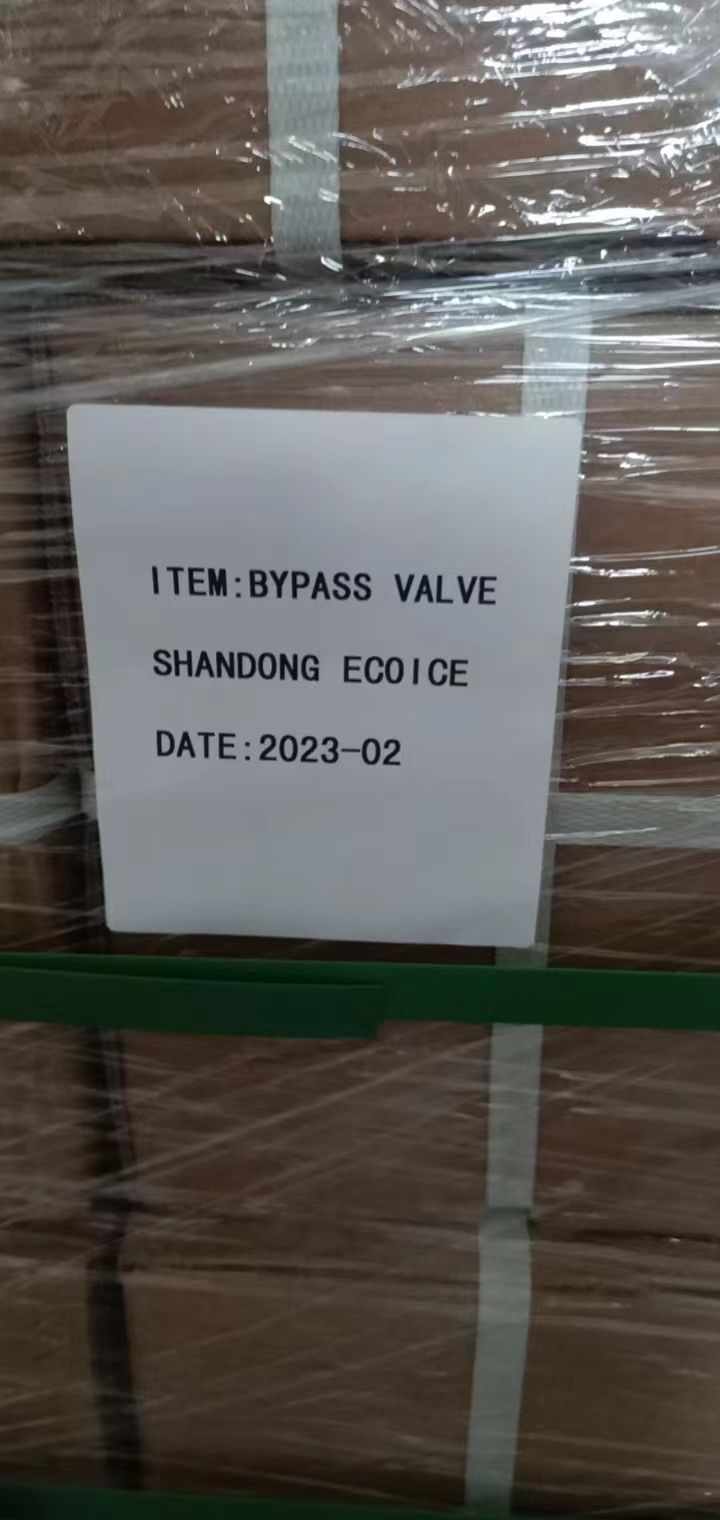 ITEM:BYPASS VALVE
SHANDONG ECOICE
DATE:2023-02